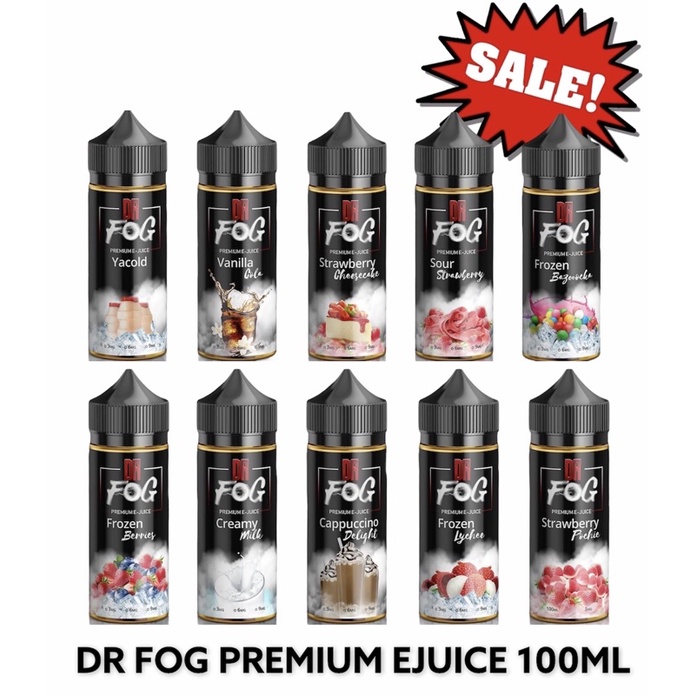 SALE!
DR
FOG
PREMIUM E-JUICE
Yacold
DR
FOG
PREMIUM E-JUICE
Vanilla
Cola
DR
FOG
PREMIUM E-JUICE
Strawberry
Cheesecake
DR
FOG
PREMIUM E-JUICE
Sour
Strawberry
DR
FOG
PREMIUM E-JUICE
Frozen
Bazoooka
DR
FOG
PREMIUM E-JUICE
Frozen
Berries
DR
FOG
PREMIUM E-JUICE
Creamy
Milk
DR
FOG
PREMIUM E-JUICE
Cappuccino
Delight
DR
FOG
PREMIUM E-JUICE
Frozen
Lychee
DR
FOG
PREMIUM E-JUICE
Strawberry
Pochie
DR FOG PREMIUM EJUICE 100ML